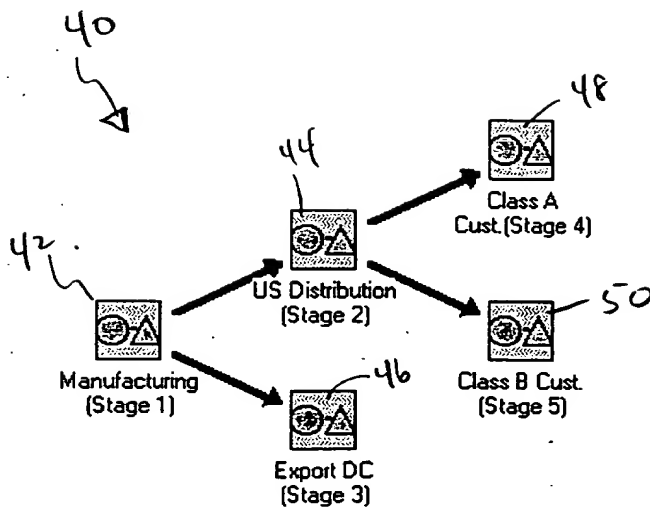 40
48
44
Class A
Cust.(Stage 4)
42
US Distribution
(Stage 2)
50
Manufacturing
(Stage 1)
46
Class B Cust.
(Stage 5)
Export DC
(Stage 3)